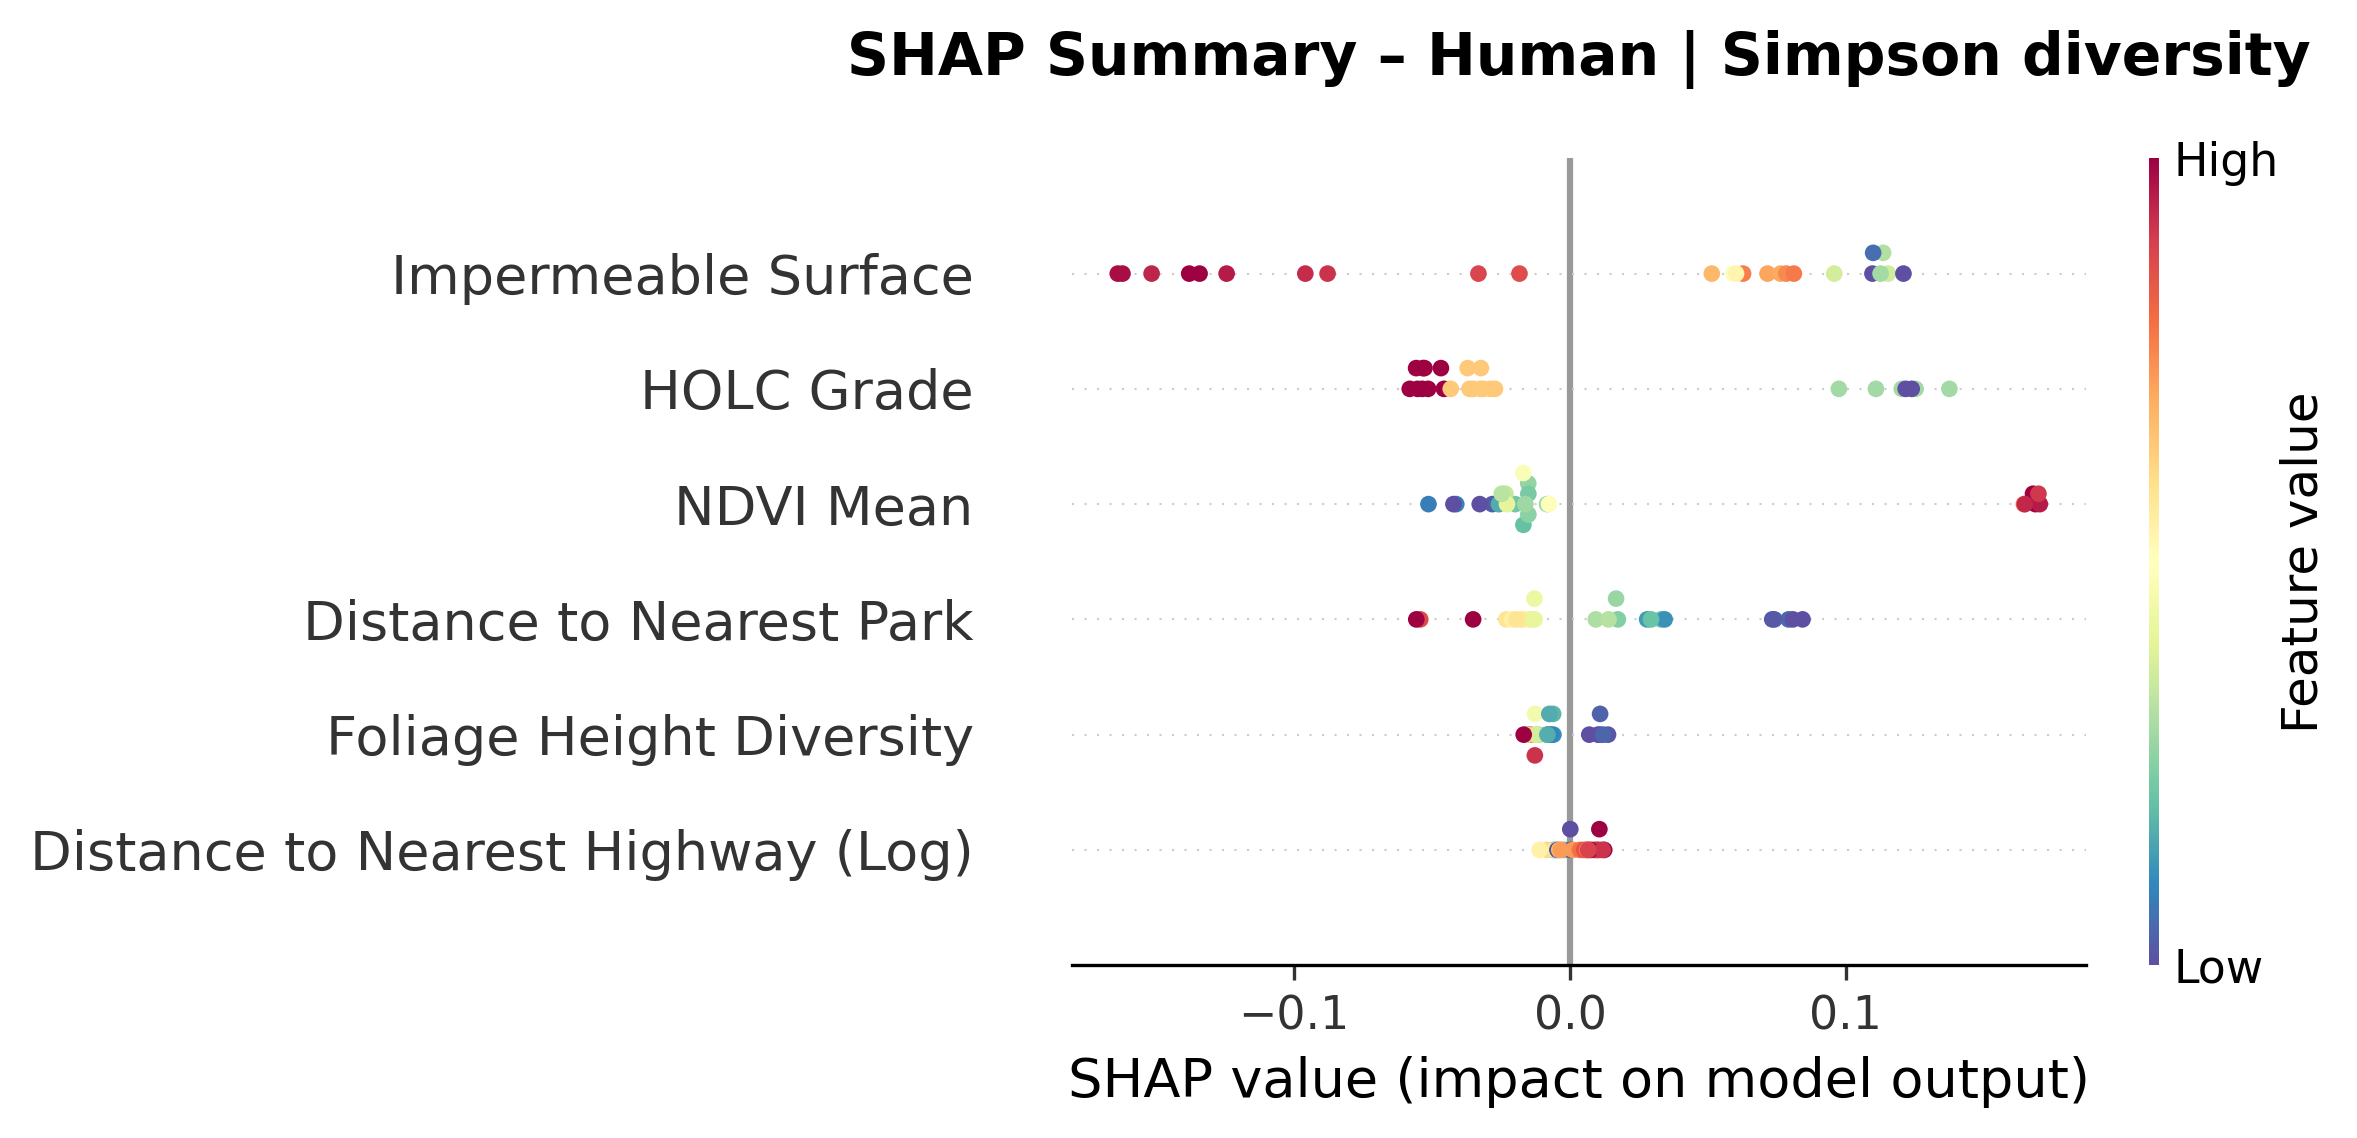 SHAP Summary – Human | Simpson diversity
High
Impermeable Surface
HOLC Grade
NDVI Mean
Distance to Nearest Park
Foliage Height Diversity
Distance to Nearest Highway (Log)
Feature value
Low
−0.1 0.0 0.1
SHAP value (impact on model output)